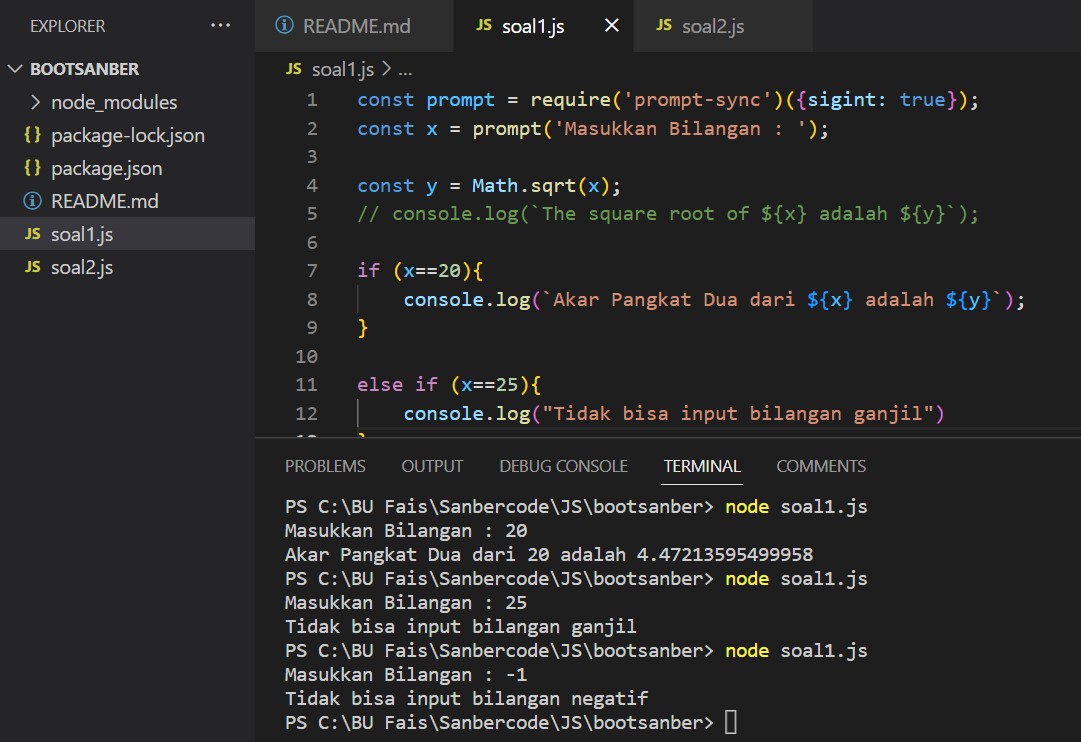 EXPLORER ...
BOOTSANBER
node_modules
{} package-lock.json
{} package.json
README.md
JS soal1.js
JS soal2.js
README.md JS soal1.js × JS soal2.js
JS soal1.js > ...
1 const prompt = require('prompt-sync')({sigint: true});
2 const x = prompt('Masukkan Bilangan : ');
3
4 const y = Math.sqrt(x);
5 // console.log(`The square root of ${x} adalah ${y}`);
6
7 if (x==20){
8 console.log(`Akar Pangkat Dua dari ${x} adalah ${y}`);
9 }
10
11 else if (x==25){
12 console.log("Tidak bisa input bilangan ganjil")
PROBLEMS OUTPUT DEBUG CONSOLE TERMINAL COMMENTS
PS C:\BU Fais\Sanbercode\JS\bootsanber> node soal1.js
Masukkan Bilangan : 20
Akar Pangkat Dua dari 20 adalah 4.47213595499958
PS C:\BU Fais\Sanbercode\JS\bootsanber> node soal1.js
Masukkan Bilangan : 25
Tidak bisa input bilangan ganjil
PS C:\BU Fais\Sanbercode\JS\bootsanber> node soal1.js
Masukkan Bilangan : -1
Tidak bisa input bilangan negatif
PS C:\BU Fais\Sanbercode\JS\bootsanber>